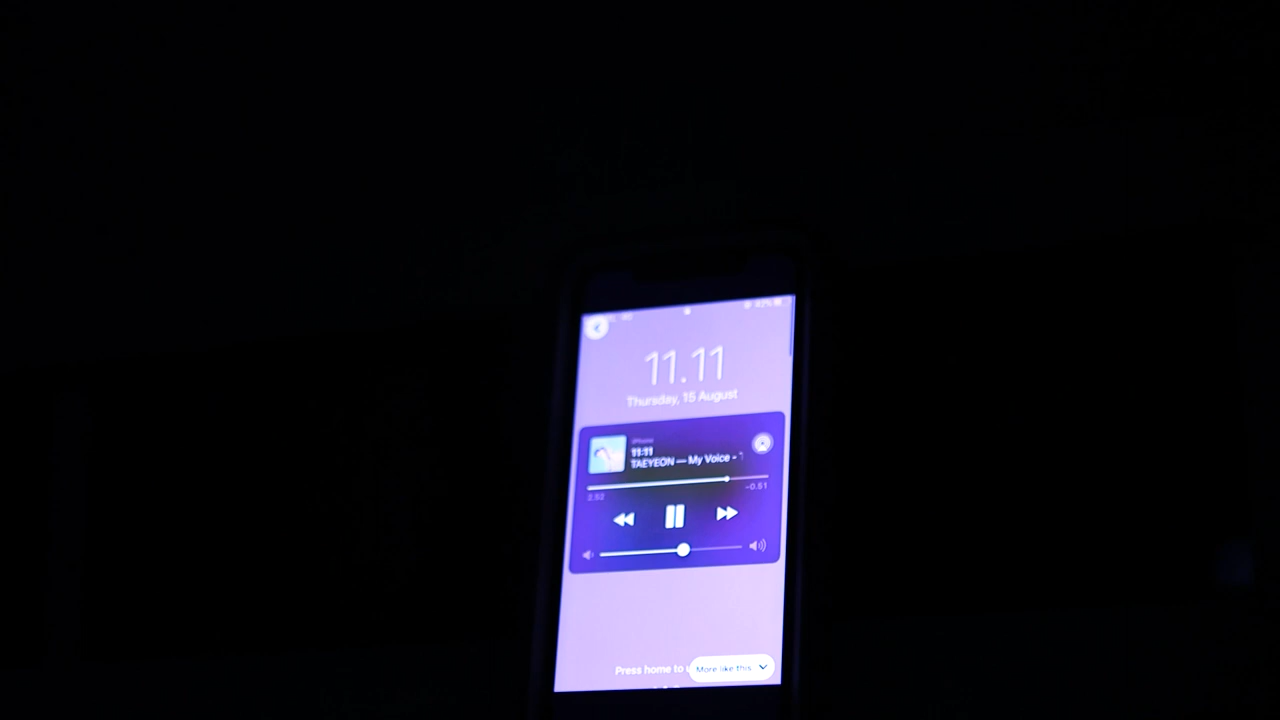 11.11
Thursday, 15 August
iPhone
11:11
TAEYEON — My Voice -
2:52
-0:51
Press home to
More like this